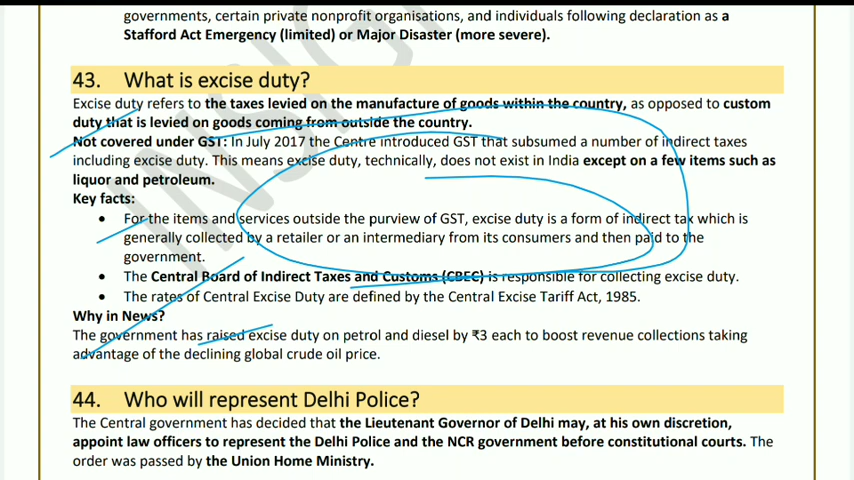 governments, certain private nonprofit organisations, and individuals following declaration as a
Stafford Act Emergency (limited) or Major Disaster (more severe).
43. What is excise duty?
Excise duty refers to the taxes levied on the manufacture of goods within the country, as opposed to custom
duty that is levied on goods coming from outside the country.
Not covered under GST: In July 2017 the Centre introduced GST that subsumed a number of indirect taxes
including excise duty. This means excise duty, technically, does not exist in India except on a few items such as
liquor and petroleum.
Key facts:
• For the items and services outside the purview of GST, excise duty is a form of indirect tax which is
generally collected by a retailer or an intermediary from its consumers and then paid to the
government.
• The Central Board of Indirect Taxes and Customs (CBEC) is responsible for collecting excise duty.
• The rates of Central Excise Duty are defined by the Central Excise Tariff Act, 1985.
Why in News?
The government has raised excise duty on petrol and diesel by ₹3 each to boost revenue collections taking
advantage of the declining global crude oil price.
44. Who will represent Delhi Police?
The Central government has decided that the Lieutenant Governor of Delhi may, at his own discretion,
appoint law officers to represent the Delhi Police and the NCR government before constitutional courts. The
order was passed by the Union Home Ministry.